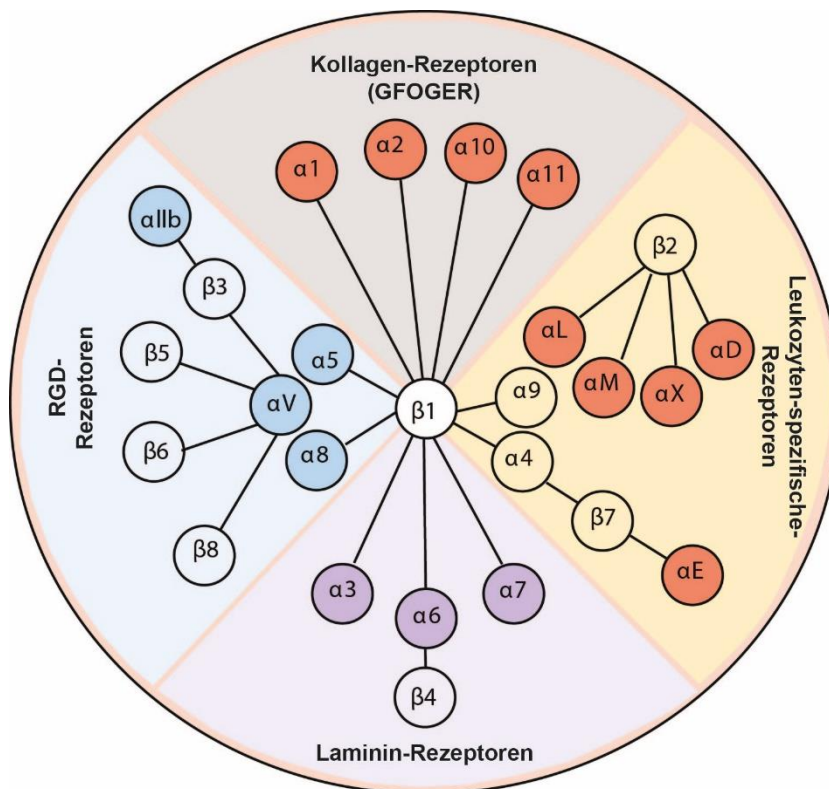 Kollagen-Rezeptoren
(GFOGER)
α1
α2
α10
α11
αIIb
β3
β5
αV
β6
β8
α5
α8
RGD-
Rezeptoren
β1
β2
αL
αM
αX
αD
α9
α4
β7
αE
Leukozyten-spezifische-
Rezeptoren
α3
α6
α7
β4
Laminin-Rezeptoren